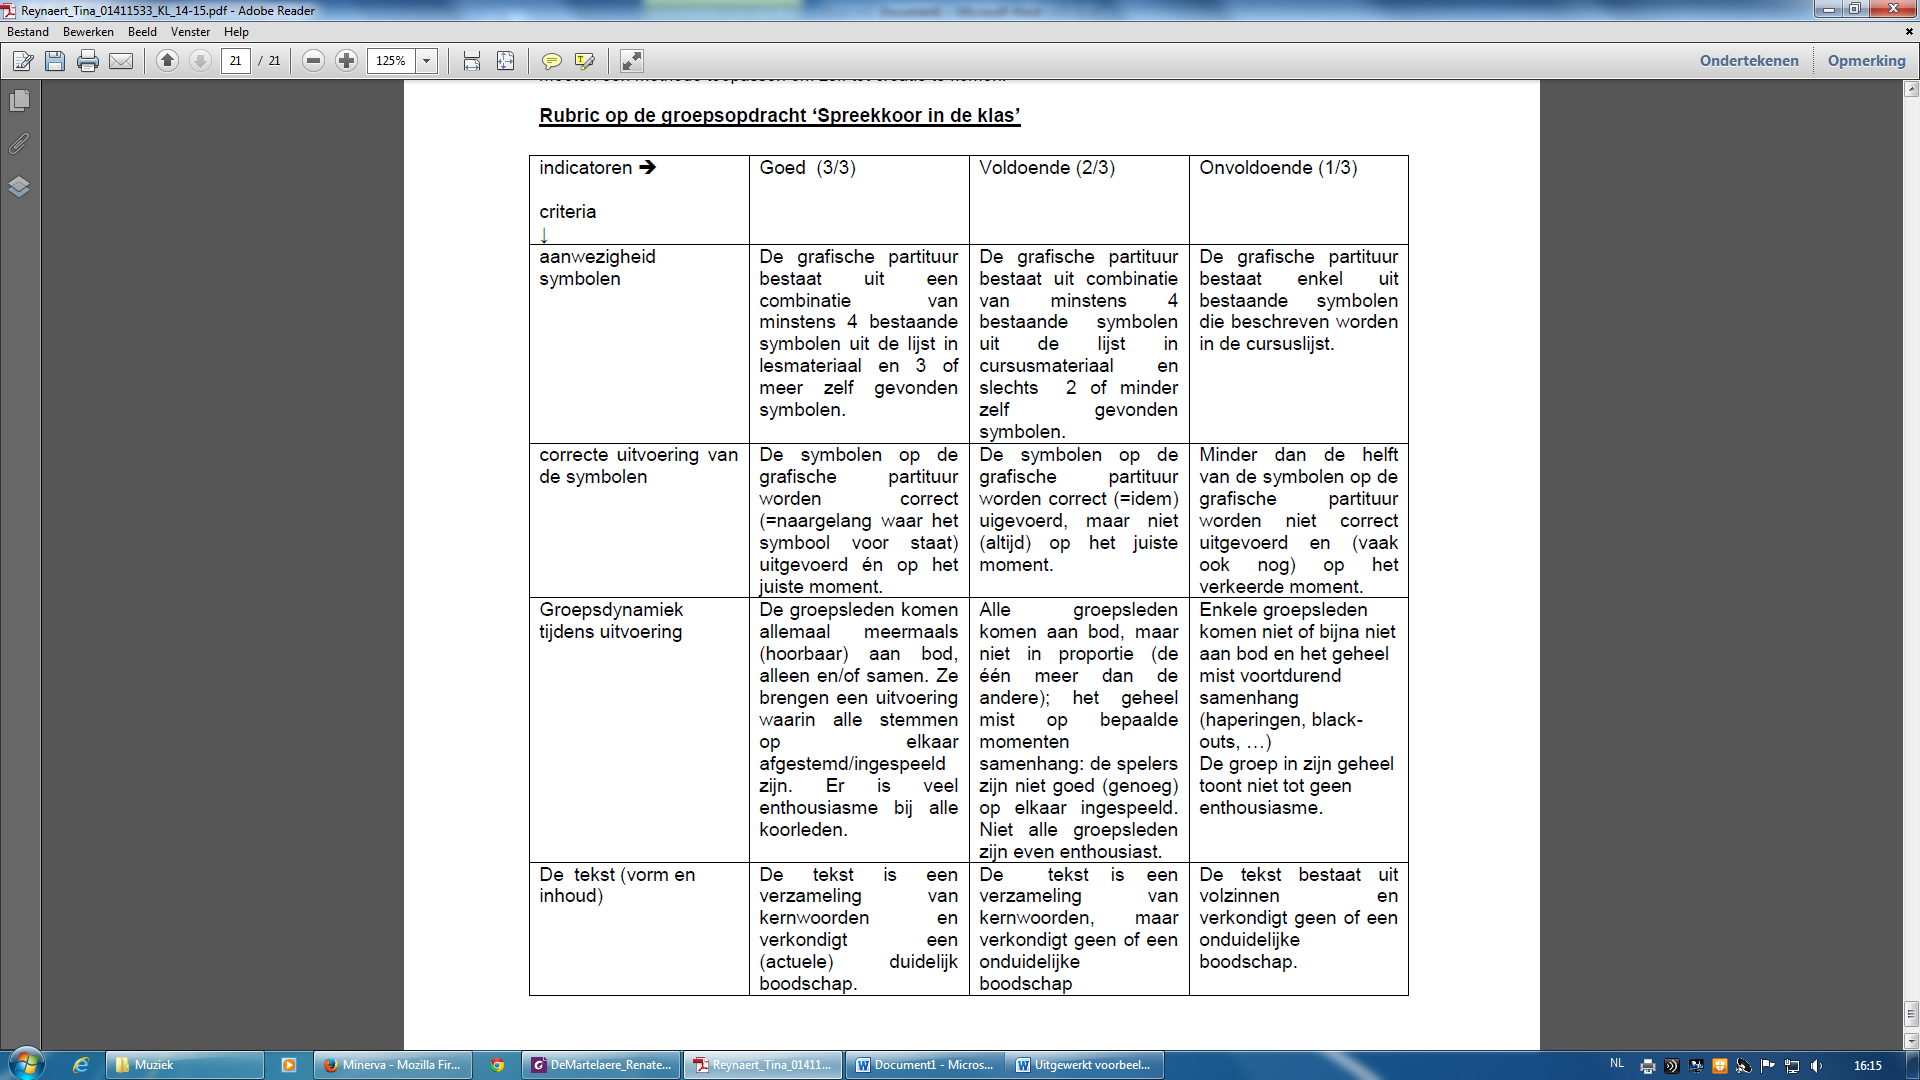 Reynaert_Tina_01411533_KL_14-15.pdf - Adobe Reader
Bestand Bewerken Beeld Venster Help
21 / 21 125% Ondertekenen Opmerking
Rubric op de groepsopdracht ‘Spreekkoor in de klas’
indicatoren ➔
criteria
↓
Goed (3/3)
Voldoende (2/3)
Onvoldoende (1/3)
aanwezigheid
symbolen
De grafische partituur
bestaat uit een
combinatie van
minstens 4 bestaande
symbolen uit de lijst in
lesmateriaal en 3 of
meer zelf gevonden
symbolen.
De grafische partituur
bestaat uit combinatie
van minstens 4
bestaande symbolen
uit de lijst in
cursusmateriaal en
slechts 2 of minder
zelf gevonden
symbolen.
De grafische partituur
bestaat enkel uit
bestaande symbolen
die beschreven worden
in de cursuslijst.
correcte uitvoering van
de symbolen
De symbolen op de
grafische partituur
worden correct
(=naargelang waar het
symbool voor staat)
uitgevoerd én op het
juiste moment.
De symbolen op de
grafische partituur
worden correct (=idem)
uigevoerd, maar niet
(altijd) op het juiste
moment.
Minder dan de helft
van de symbolen op de
grafische partituur
worden niet correct
uitgevoerd en (vaak
ook nog) op het
verkeerde moment.
Groepsdynamiek
tijdens uitvoering
De groepsleden komen
allemaal meermaals
(hoorbaar) aan bod,
alleen en/of samen. Ze
brengen een uitvoering
waarin alle stemmen
op elkaar
afgestemd/ingespeeld
zijn. Er is veel
enthousiasme bij alle
koorleden.
Alle groepsleden
komen aan bod, maar
niet in proportie (de
één meer dan de
andere); het geheel
mist op bepaalde
momenten
samenhang: de spelers
zijn niet goed (genoeg)
op elkaar ingespeeld.
Niet alle groepsleden
zijn even enthousiast.
Enkele groepsleden
komen niet of bijna niet
aan bod en het geheel
mist voortdurend
samenhang
(haperingen, black-
outs, …)
De groep in zijn geheel
toont niet tot geen
enthousiasme.
De tekst (vorm en
inhoud)
De tekst is een
verzameling van
kernwoorden en
verkondigt een
(actuele) duidelijk
boodschap.
De tekst is een
verzameling van
kernwoorden, maar
verkondigt geen of een
onduidelijke
boodschap
De tekst bestaat uit
volzinnen en
verkondigt geen of een
onduidelijke
boodschap.
Muziek
Minerva - Mozilla Fir...
DeMartelaere_Renate...
Reynaert_Tina_01411...
Document1 - Micros...
Uitgewerkt voorbeel...
NL 16:15